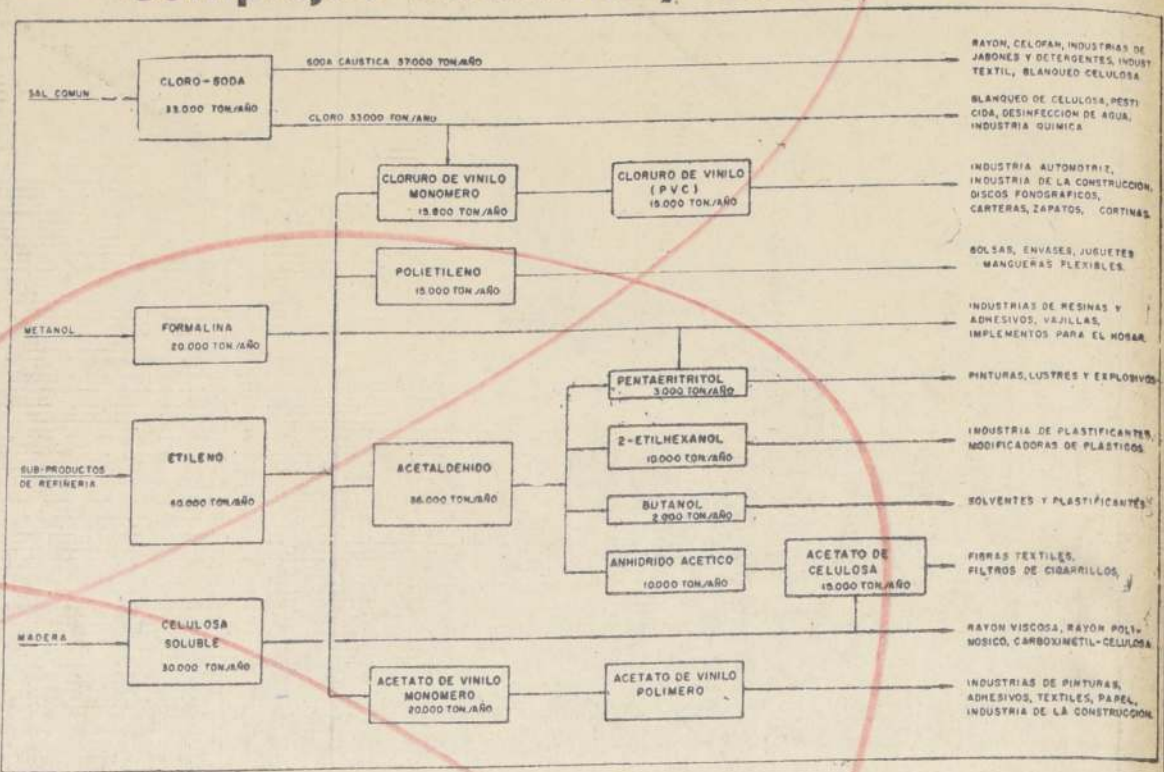 SAL COMUN
CLORO-SODA
33.000 TON./AÑO
SODA CAUSTICA 37.000 TON./AÑO
CLORO 33000 TON./AÑO
RAYON, CELOFAN, INDUSTRIAS DE
JABONES Y DETERGENTES, INDUST
TEXTIL, BLANQUEO CELULOSA
BLANQUEO DE CELULOSA, PESTI
CIDA, DESINFECCION DE AGUA,
INDUSTRIA QUIMICA
CLORURO DE VINILO
MONOMERO
15.800 TON./AÑO
CLORURO DE VINILO
(PVC)
15.000 TON./AÑO
INDUSTRIA AUTOMOTRIZ,
INDUSTRIA DE LA CONSTRUCCIÓN,
DISCOS FONOGRAFICOS,
CARTERAS, ZAPATOS, CORTINAS.
POLIETILENO
15.000 TON./AÑO
BOLSAS, ENVASES, JUGUETES
MANGUERAS FLEXIBLES.
METANOL
FORMALINA
20.000 TON./AÑO
INDUSTRIAS DE RESINAS Y
ADHESIVOS, VAJILLAS,
IMPLEMENTOS PARA EL HOGAR
PENTAERITRITOL
3.000 TON./AÑO
PINTURAS, LUSTRES Y EXPLOSIVOS
SUB-PRODUCTOS
DE REFINERIA
ETILENO
60.000 TON./AÑO
ACETALDEHIDO
36.000 TON./AÑO
2-ETILHEXANOL
10.000 TON./AÑO
INDUSTRIA DE PLASTIFICANTES,
MODIFICADORAS DE PLASTICOS
BUTANOL
2.000 TON./AÑO
SOLVENTES Y PLASTIFICANTES
ANHIDRIDO ACETICO
10000 TON./AÑO
ACETATO DE
CELULOSA
15.000 TON./AÑO
FIBRAS TEXTILES,
FILTROS DE CIGARRILLOS,
MADERA
CELULOSA
SOLUBLE
30.000 TON./AÑO
RAYON VISCOSA, RAYON POLI-
NOSICO, CARBOXIMETIL-CELULOSA
ACETATO DE VINILO
MONOMERO
20.000 TON./AÑO
ACETATO DE VINILO
POLIMERO
INDUSTRIAS DE PINTURAS,
ADHESIVOS, TEXTILES, PAPEL,
INDUSTRIA DE LA CONSTRUCCION.